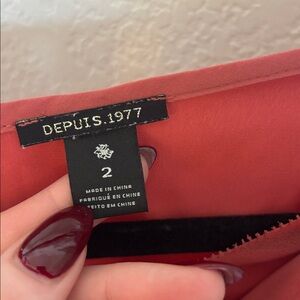 DEPUIS.1977
2
MADE IN CHINA
FABRIQUÉ EN CHINE
FEITO EM CHINA